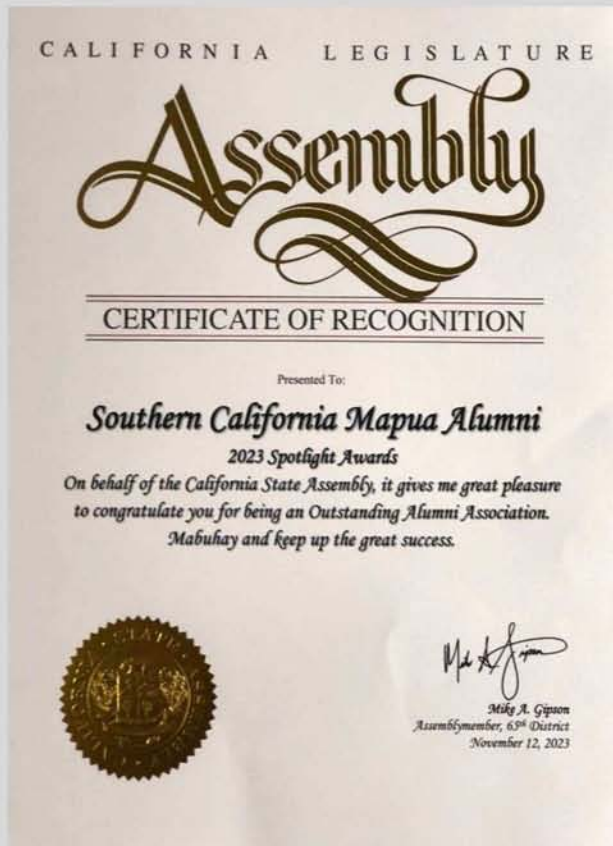 CALIFORNIA LEGISLATURE
Assembly
CERTIFICATE OF RECOGNITION
Presented To:
Southern California Mapua Alumni
2023 Spotlight Awards
On behalf of the California State Assembly, it gives me great pleasure
to congratulate you for being an Outstanding Alumni Association.
Mabuhay and keep up the great success.
Mike A. Gipson
Assemblymember, 65th District
November 12, 2023